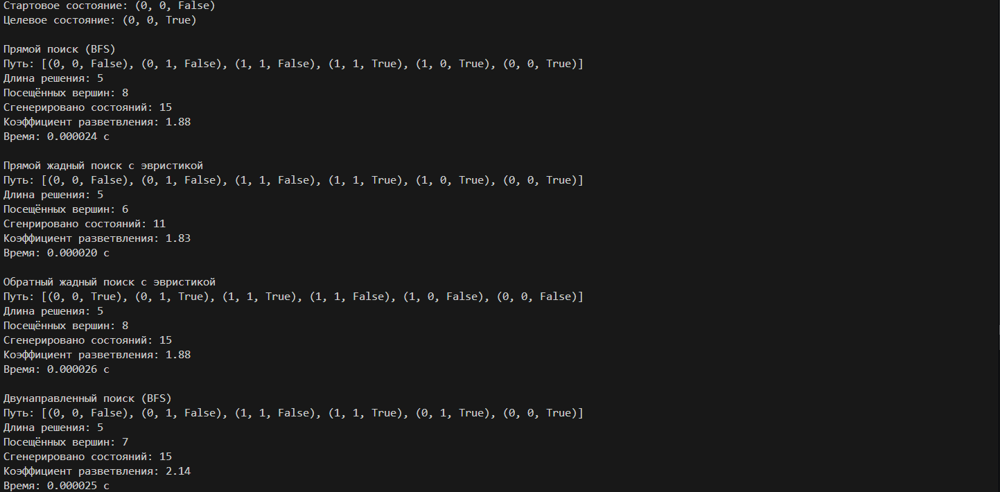 Стартовое состояние: (0, 0, False)
Целевое состояние: (0, 0, True)
Прямой поиск (BFS)
Путь: [(0, 0, False), (0, 1, False), (1, 1, False), (1, 1, True), (1, 0, True), (0, 0, True)]
Длина решения: 5
Посещённых вершин: 8
Сгенерировано состояний: 15
Коэффициент разветвления: 1.88
Время: 0.000024 с
Прямой жадный поиск с эвристикой
Путь: [(0, 0, False), (0, 1, False), (1, 1, False), (1, 1, True), (1, 0, True), (0, 0, True)]
Длина решения: 5
Посещённых вершин: 6
Сгенрировано состояний: 11
Коэффициент разветвления: 1.83
Время: 0.000020 с
Обратный жадный поиск с эвристикой
Путь: [(0, 0, True), (0, 1, True), (1, 1, True), (1, 1, False), (1, 0, False), (0, 0, False)]
Длина решения: 5
Посещённых вершин: 8
Сгенерировано состояний: 15
Коэффициент разветвления: 1.88
Время: 0.000026 с
Двунаправленный поиск (BFS)
Путь: [(0, 0, False), (0, 1, False), (1, 1, False), (1, 1, True), (0, 1, True), (0, 0, True)]
Длина решения: 5
Посещённых вершин: 7
Сгенерировано состояний: 15
Коэффициент разветвления: 2.14
Время: 0.000025 с